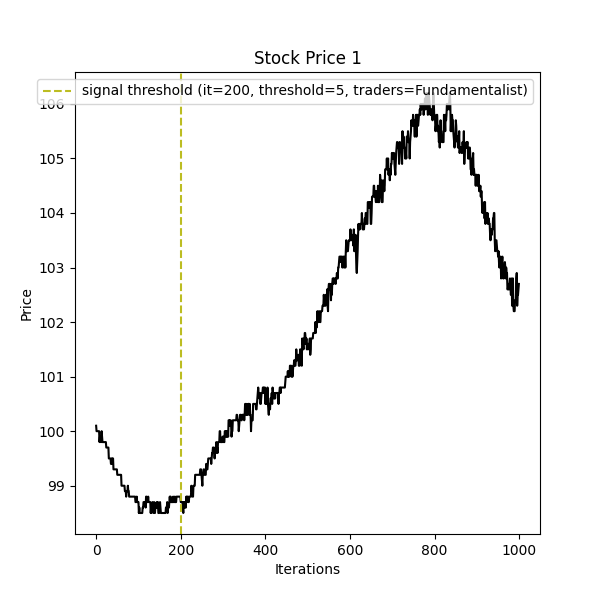 Stock Price 1
signal threshold (it=200, threshold=5, traders=Fundamentalist)
106
105
104
103
102
101
100
99
Price
0 200 400 600 800 1000
Iterations